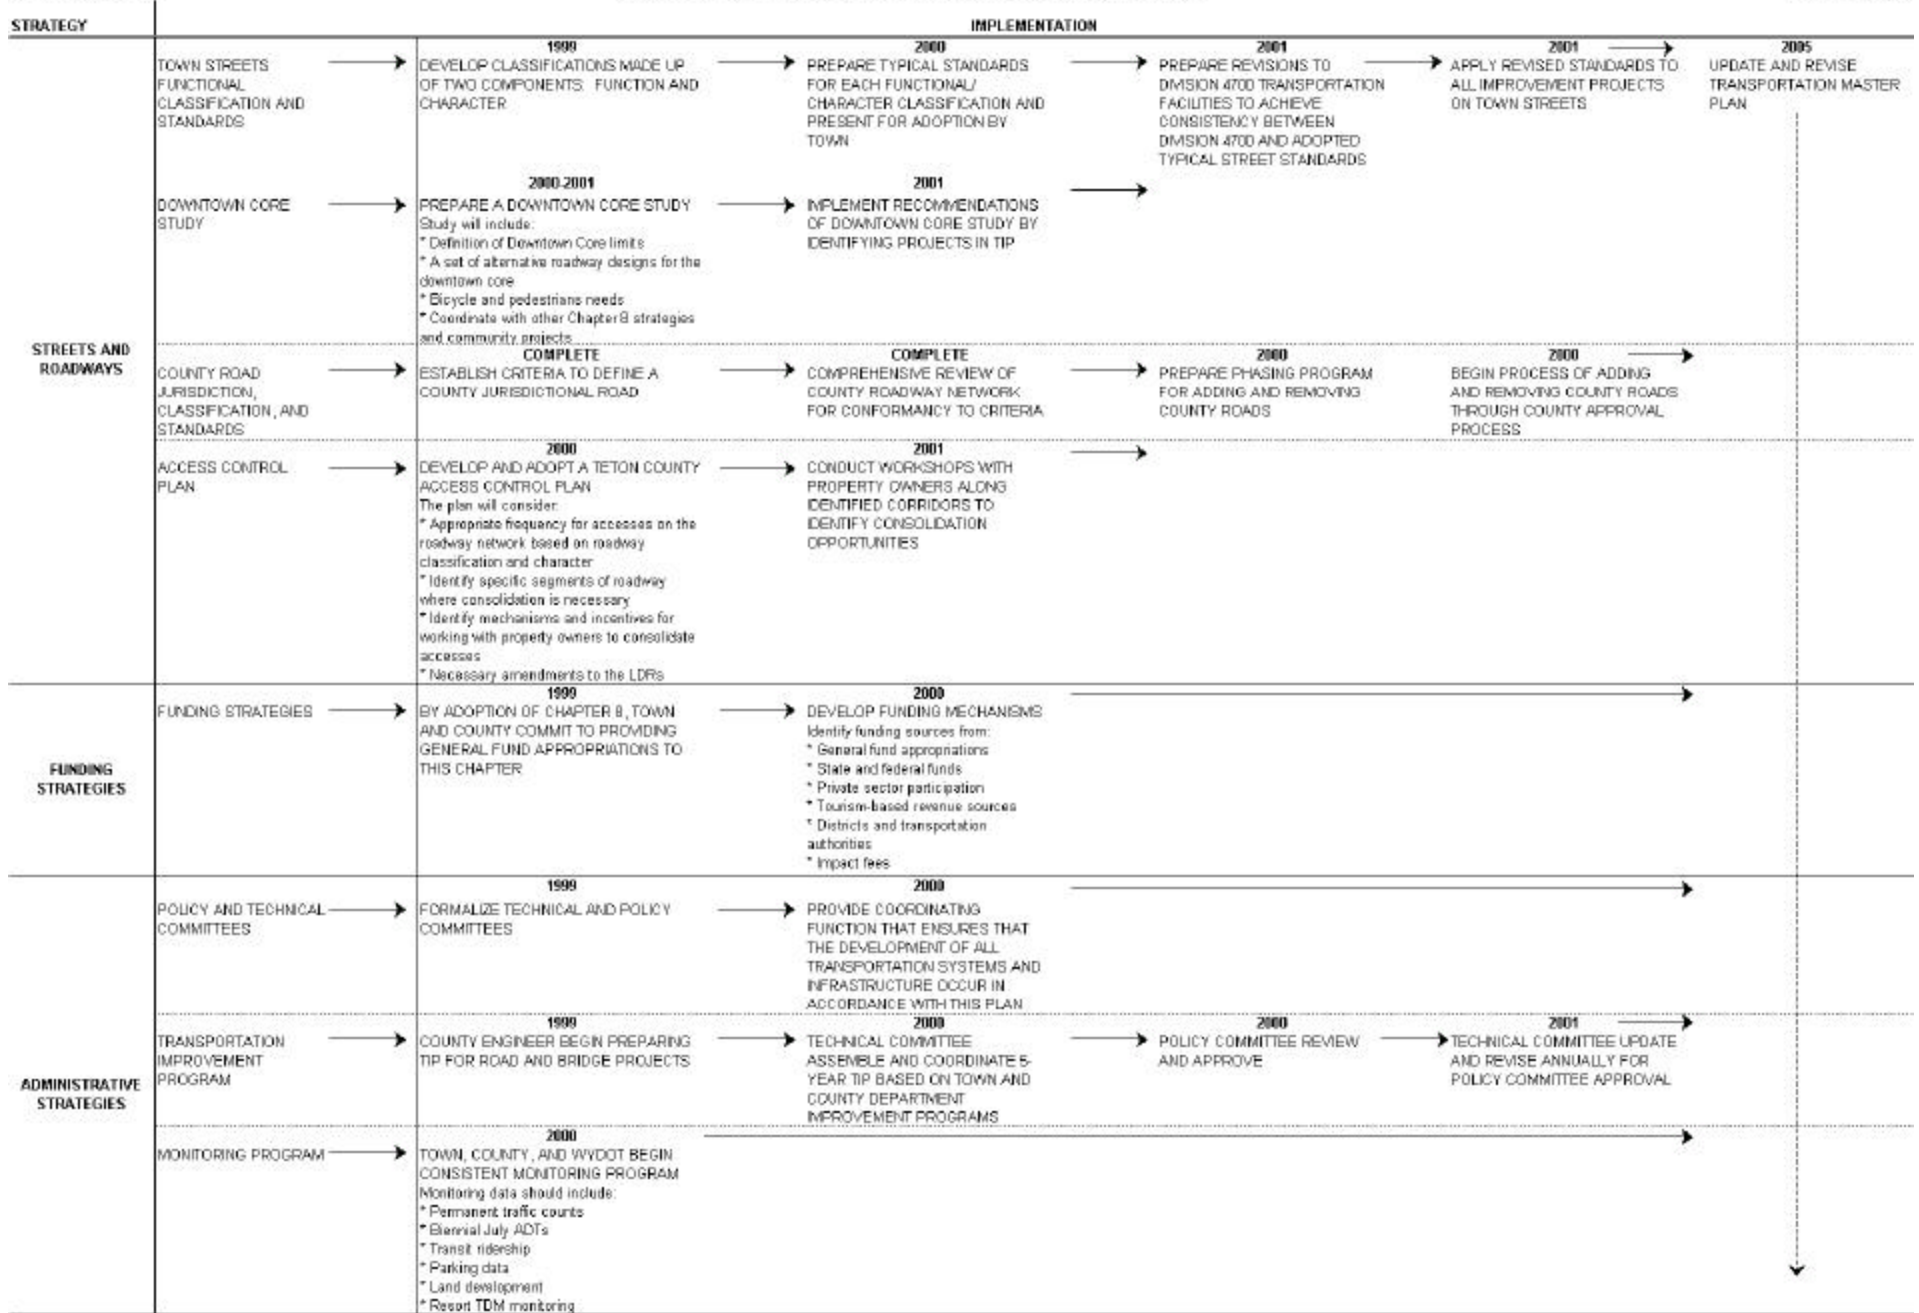 STRATEGY
IMPLEMENTATION
STREETS AND
ROADWAYS
TOWN STREETS
FUNCTIONAL
CLASSIFICATION AND
STANDARDS
1999
DEVELOP CLASSIFICATIONS MADE UP
OF TWO COMPONENTS: FUNCTION AND
CHARACTER
2000
PREPARE TYPICAL STANDARDS
FOR EACH FUNCTIONAL/
CHARACTER CLASSIFICATION AND
PRESENT FOR ADOPTION BY
TOWN
2001
PREPARE REVISIONS TO
DIVISION 4700 TRANSPORTATION
FACILITIES TO ACHIEVE
CONSISTENCY BETWEEN
DIVISION 4700 AND ADOPTED
TYPICAL STREET STANDARDS
2001
APPLY REVISED STANDARDS TO
ALL IMPROVEMENT PROJECTS
ON TOWN STREETS
2005
UPDATE AND REVISE
TRANSPORTATION MASTER
PLAN
DOWNTOWN CORE
STUDY
2000-2001
PREPARE A DOWNTOWN CORE STUDY
Study will include:
* Definition of Downtown Core limits
* A set of alternative roadway designs for the
downtown core
* Bicycle and pedestrians needs
* Coordinate with other Chapter 8 strategies
and community projects
2001
IMPLEMENT RECOMMENDATIONS
OF DOWNTOWN CORE STUDY BY
IDENTIFYING PROJECTS IN TIP
COUNTY ROAD
JURISDICTION,
CLASSIFICATION, AND
STANDARDS
COMPLETE
ESTABLISH CRITERIA TO DEFINE A
COUNTY JURISDICTIONAL ROAD
COMPLETE
COMPREHENSIVE REVIEW OF
COUNTY ROADWAY NETWORK
FOR CONFORMANCY TO CRITERIA
2000
PREPARE PHASING PROGRAM
FOR ADDING AND REMOVING
COUNTY ROADS
2000
BEGIN PROCESS OF ADDING
AND REMOVING COUNTY ROADS
THROUGH COUNTY APPROVAL
PROCESS
ACCESS CONTROL
PLAN
2000
DEVELOP AND ADOPT A TETON COUNTY
ACCESS CONTROL PLAN
The plan will consider:
* Appropriate frequency for accesses on the
roadway network based on roadway
classification and character
* Identify specific segments of roadway
where consolidation is necessary
* Identify mechanisms and incentives for
working with property owners to consolidate
accesses
* Necessary amendments to the LDRs
2001
CONDUCT WORKSHOPS WITH
PROPERTY OWNERS ALONG
IDENTIFIED CORRIDORS TO
IDENTIFY CONSOLIDATION
OPPORTUNITIES
FUNDING
STRATEGIES
FUNDING STRATEGIES
1999
BY ADOPTION OF CHAPTER 8, TOWN
AND COUNTY COMMIT TO PROVIDING
GENERAL FUND APPROPRIATIONS TO
THIS CHAPTER
2000
DEVELOP FUNDING MECHANISMS
Identify funding sources from:
* General fund appropriations
* State and federal funds
* Private sector participation
* Tourism-based revenue sources
* Districts and transportation
authorities
* Impact fees
ADMINISTRATIVE
STRATEGIES
POLICY AND TECHNICAL
COMMITTEES
1999
FORMALIZE TECHNICAL AND POLICY
COMMITTEES
2000
PROVIDE COORDINATING
FUNCTION THAT ENSURES THAT
THE DEVELOPMENT OF ALL
TRANSPORTATION SYSTEMS AND
INFRASTRUCTURE OCCUR IN
ACCORDANCE WITH THIS PLAN
TRANSPORTATION
IMPROVEMENT
PROGRAM
1999
COUNTY ENGINEER BEGIN PREPARING
TIP FOR ROAD AND BRIDGE PROJECTS
2000
TECHNICAL COMMITTEE
ASSEMBLE AND COORDINATE 5-
YEAR TIP BASED ON TOWN AND
COUNTY DEPARTMENT
IMPROVEMENT PROGRAMS
2000
POLICY COMMITTEE REVIEW
AND APPROVE
2001
TECHNICAL COMMITTEE UPDATE
AND REVISE ANNUALLY FOR
POLICY COMMITTEE APPROVAL
MONITORING PROGRAM
2000
TOWN, COUNTY, AND WYDOT BEGIN
CONSISTENT MONITORING PROGRAM
Monitoring data should include:
* Permanent traffic counts
* Biennial July ADTs
* Transit ridership
* Parking data
* Land development
* Resort TDM monitoring